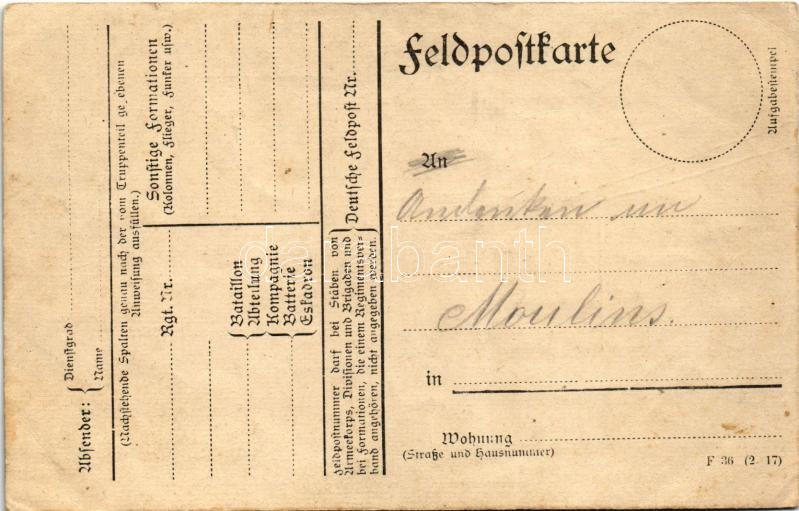 Feldpostkarte
Aufgabestempel
An
Andenken an
Moulins.
in
Wohnung
(Straße und Hausnummer)
F 36 (2. 17)
Absender:
Dienstgrad
Name
(Nachstehende Spalten genau nach der vom Truppenteil gegebenen
Anweisung ausfüllen.)
Rgt. Nr.
Sonstige Formationen
(Kolonnen, Flieger, Funker usw.)
Bataillon
Abteilung
Kompagnie
Batterie
Eskadron
Feldpostnummer darf bei Stäben von
Armeekorps, Divisionen und Brigaden und
bei Formationen, die einem Regimentsver-
band angehören, nicht angegeben werden.
Deutsche Feldpost Nr.
darabanth